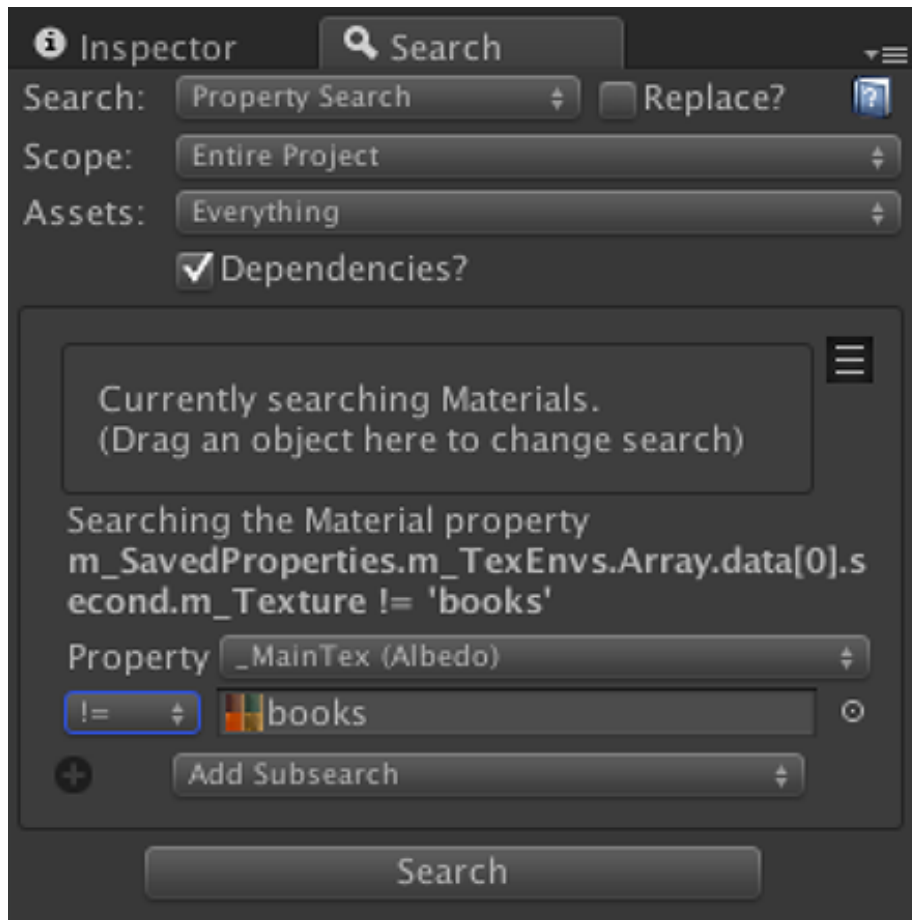 Inspector Search
Search: Property Search Replace?
Scope: Entire Project
Assets: Everything
Dependencies?
Currently searching Materials.
(Drag an object here to change search)
Searching the Material property
m_SavedProperties.m_TexEnvs.Array.data[0].s
econd.m_Texture != 'books'
Property _MainTex (Albedo)
!= books
Add Subsearch
Search